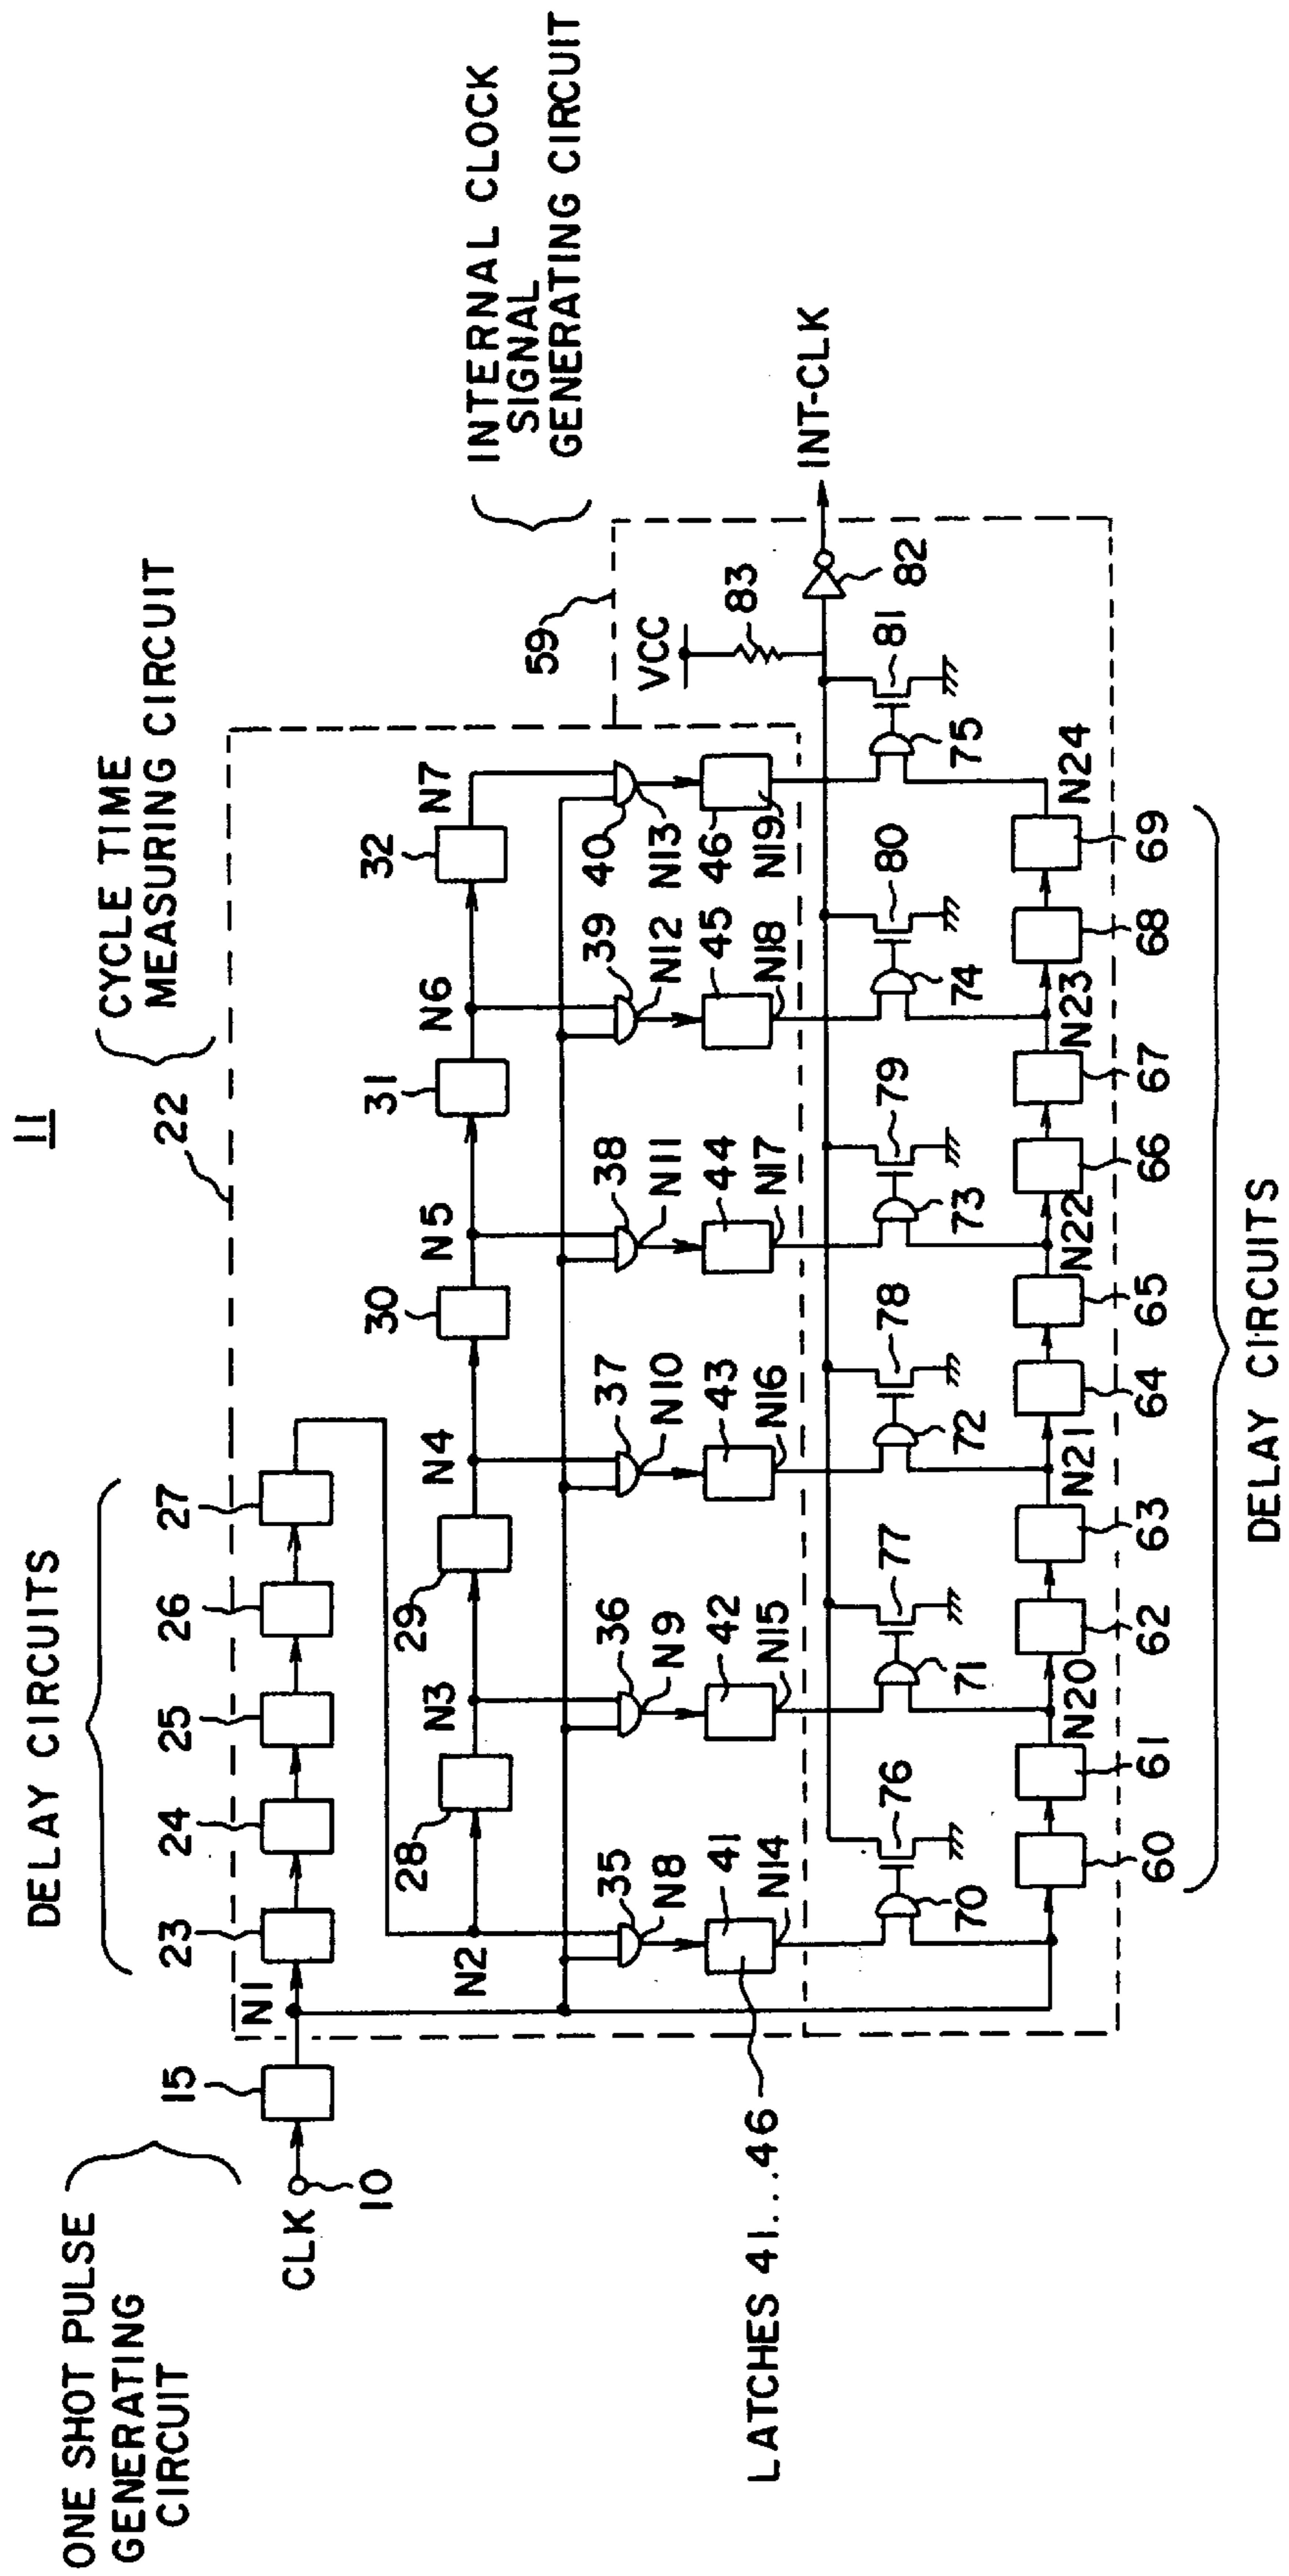 11
ONE SHOT PULSE
GENERATING
CIRCUIT
DELAY CIRCUITS
CYCLE TIME
MEASURING CIRCUIT
INTERNAL CLOCK
SIGNAL
GENERATING CIRCUIT
CLK
10
15
N1
23
24
25
26
27
22
N2
28
N3
29
N4
30
N5
31
N6
32
N7
59
35
N8
36
N9
37
N10
38
N11
39
N12
40
N13
41
N14
42
N15
43
N16
44
N17
45
N18
46
N19
LATCHES 41...46
VCC
83
INT-CLK
82
76
77
78
79
80
81
70
71
72
73
74
75
N20
N21
N22
N23
N24
60
61
62
63
64
65
66
67
68
69
DELAY CIRCUITS